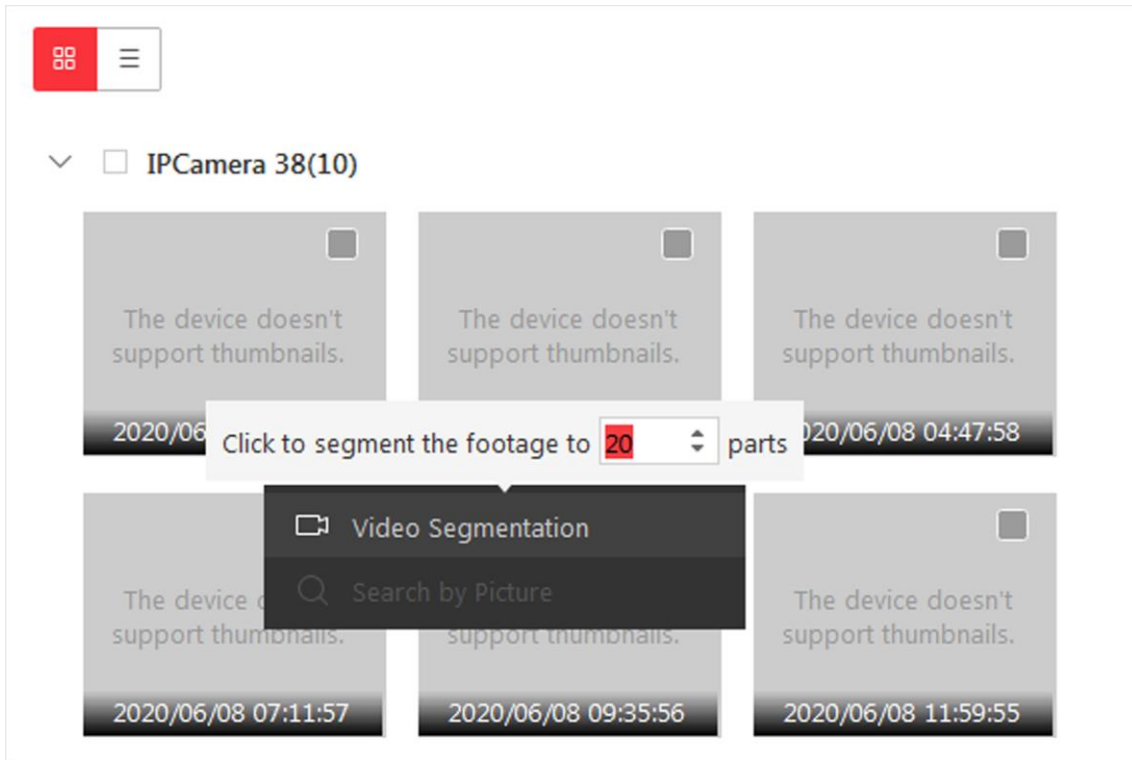 IPCamera 38(10)
The device doesn't
support thumbnails.
The device doesn't
support thumbnails.
The device doesn't
support thumbnails.
2020/06
2020/06/08 04:47:58
Click to segment the footage to 20 parts
Video Segmentation
Search by Picture
The device
support thumbnails.
support thumbnails.
The device doesn't
support thumbnails.
2020/06/08 07:11:57
2020/06/08 09:35:56
2020/06/08 11:59:55